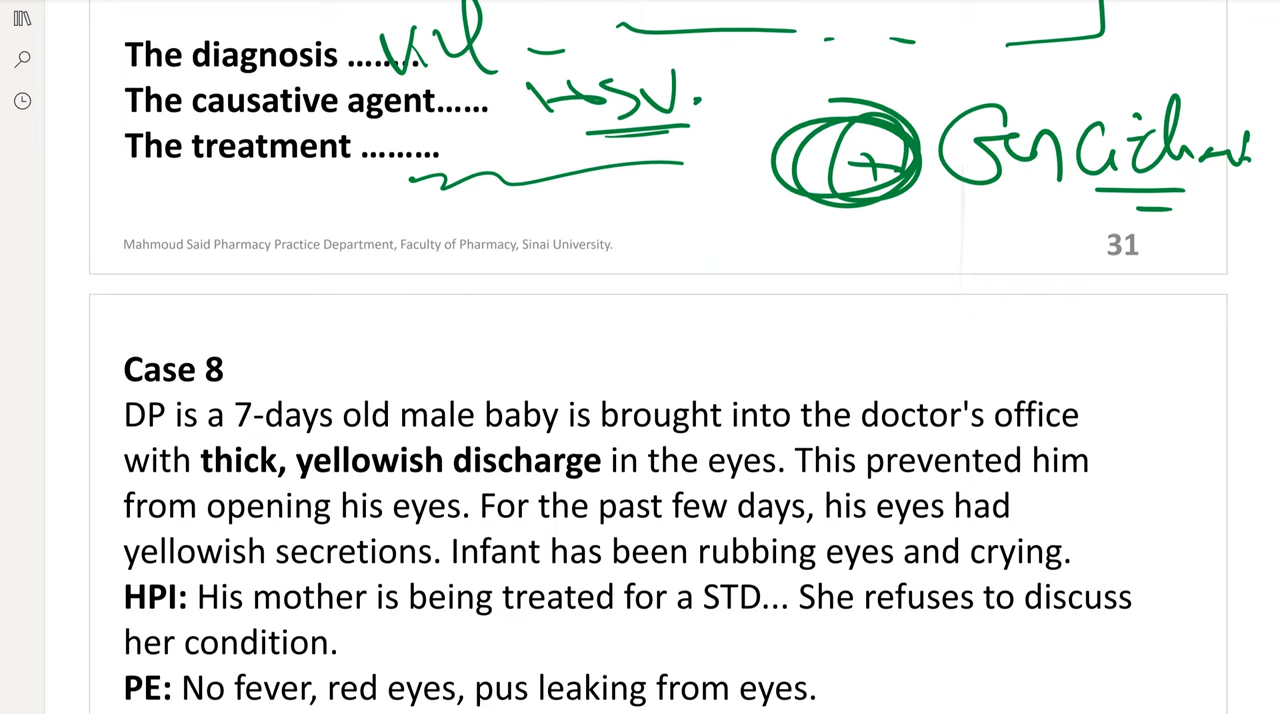 The diagnosis ………
HSV.
The causative agent……
The treatment ………
Mahmoud Said Pharmacy Practice Department, Faculty of Pharmacy, Sinai University.
31
Case 8
DP is a 7-days old male baby is brought into the doctor's office
with thick, yellowish discharge in the eyes. This prevented him
from opening his eyes. For the past few days, his eyes had
yellowish secretions. Infant has been rubbing eyes and crying.
HPI: His mother is being treated for a STD... She refuses to discuss
her condition.
PE: No fever, red eyes, pus leaking from eyes.